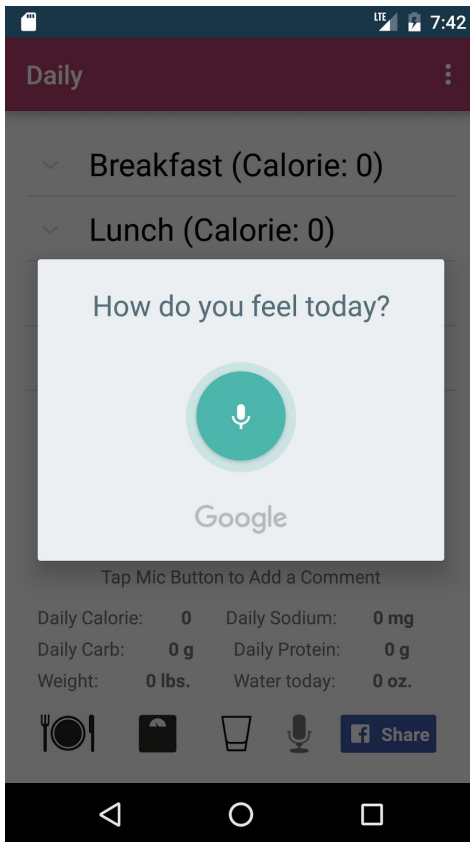 LTE 7:42
Daily
Breakfast (Calorie: 0)
Lunch (Calorie: 0)
How do you feel today?
Google
Tap Mic Button to Add a Comment
Daily Calorie: 0 Daily Sodium: 0 mg
Daily Carb: 0 g Daily Protein: 0 g
Weight: 0 lbs. Water today: 0 oz.
Share